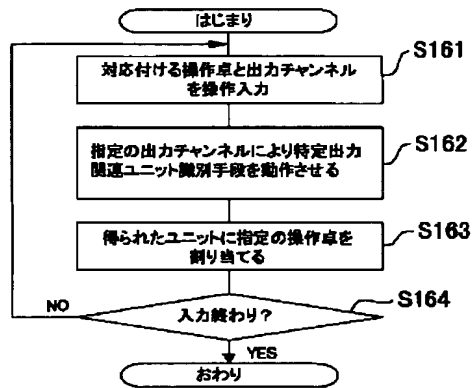 はじまり
対応付ける操作卓と出力チャンネル
を操作入力
S161
指定の出力チャンネルにより特定出力
関連ユニット識別手段を動作させる
S162
得られたユニットに指定の操作卓を
割り当てる
S163
入力終わり？
S164
NO
YES
おわり